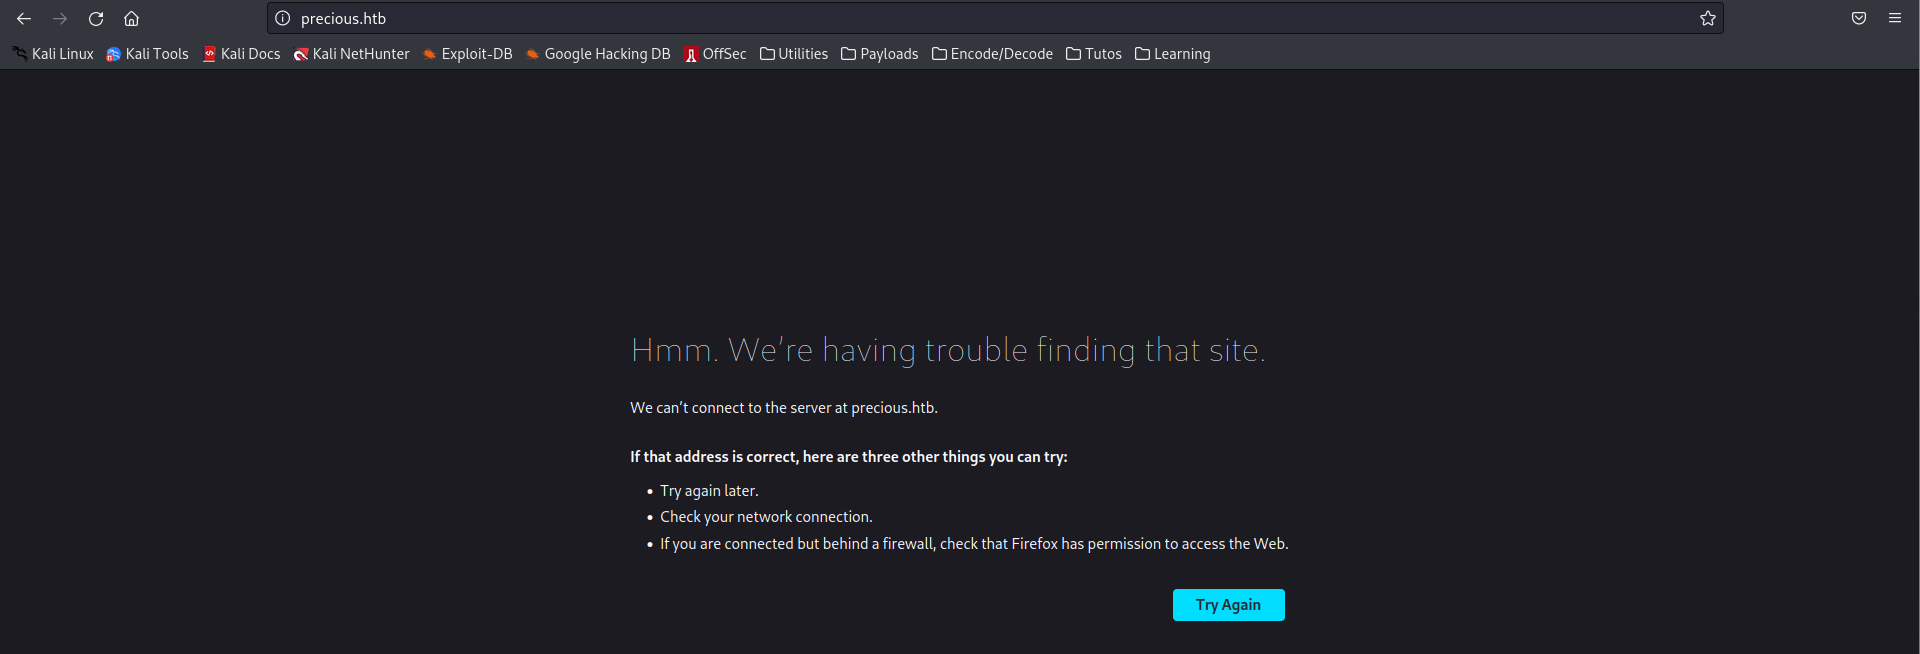 precious.htb
Kali Linux Kali Tools Kali Docs Kali NetHunter Exploit-DB Google Hacking DB OffSec Utilities Payloads Encode/Decode Tutos Learning
Hmm. We’re having trouble finding that site.
We can’t connect to the server at precious.htb.
If that address is correct, here are three other things you can try:
• Try again later.
• Check your network connection.
• If you are connected but behind a firewall, check that Firefox has permission to access the Web.
Try Again